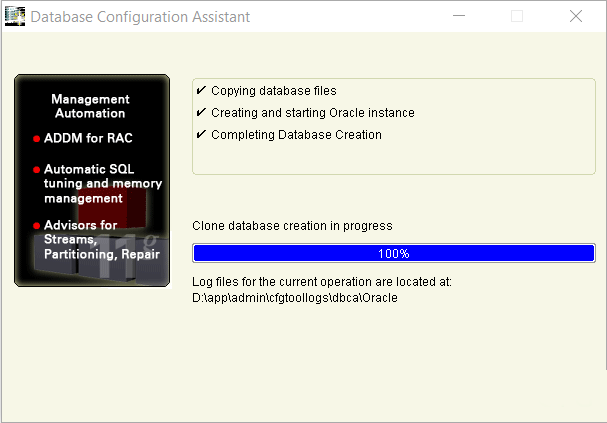 Database Configuration Assistant
Management
Automation
ADDM for RAC
Automatic SQL
tuning and memory
management
Advisors for
Streams,
Partitioning, Repair
11g
✔ Copying database files
✔ Creating and starting Oracle instance
✔ Completing Database Creation
Clone database creation in progress
100%
Log files for the current operation are located at:
D:\app\admin\cfgtoollogs\dbca\Oracle